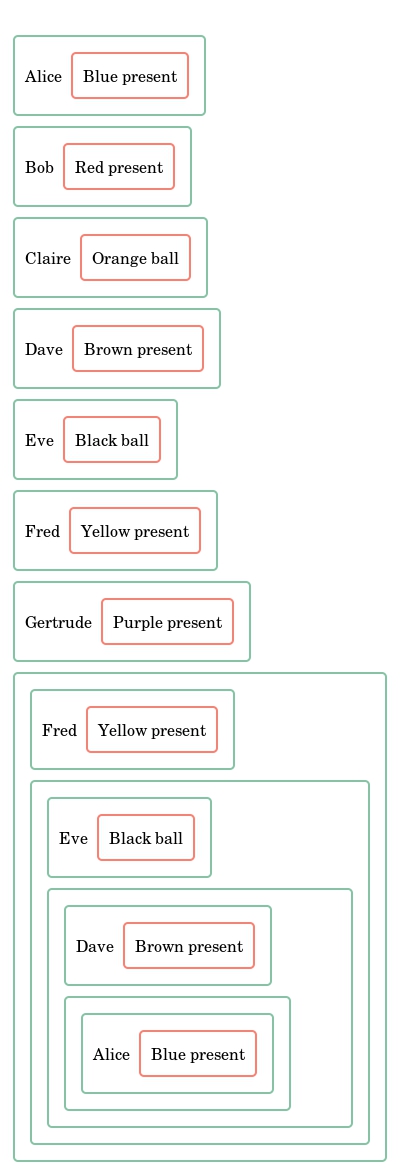 Alice Blue present
Bob Red present
Claire Orange ball
Dave Brown present
Eve Black ball
Fred Yellow present
Gertrude Purple present
Fred Yellow present
Eve Black ball
Dave Brown present
Alice Blue present